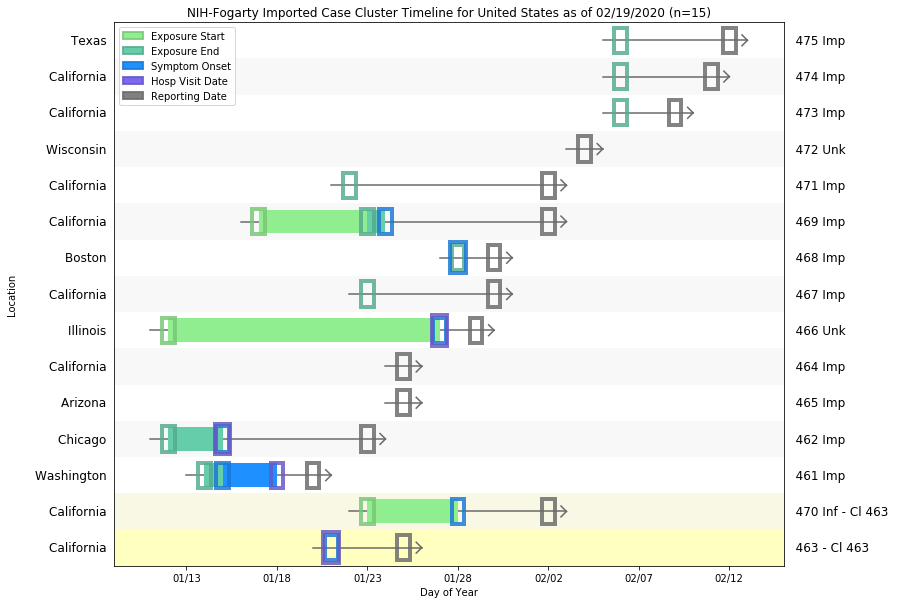 NIH-Fogarty Imported Case Cluster Timeline for United States as of 02/19/2020 (n=15)
Exposure Start
Exposure End
Symptom Onset
Hosp Visit Date
Reporting Date
Texas 475 Imp
California 474 Imp
California 473 Imp
Wisconsin 472 Unk
California 471 Imp
California 469 Imp
Boston 468 Imp
California 467 Imp
Illinois 466 Unk
California 464 Imp
Arizona 465 Imp
Chicago 462 Imp
Washington 461 Imp
California 470 Inf - Cl 463
California 463 - Cl 463
Location
01/13 01/18 01/23 01/28 02/02 02/07 02/12
Day of Year